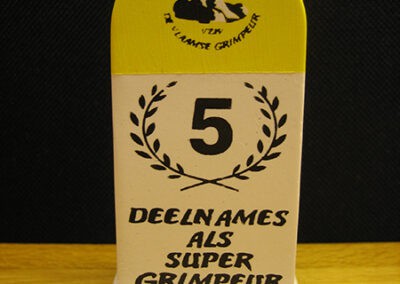 VZW
DE VLAAMSE GRIMPEUR
5
DEELNAMES
ALS
SUPER
GRIMPEUR